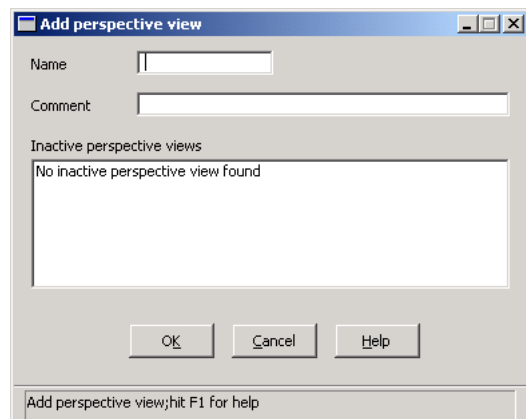 Add perspective view
Name
Comment
Inactive perspective views
No inactive perspective view found
OK Cancel Help
Add perspective view;hit F1 for help